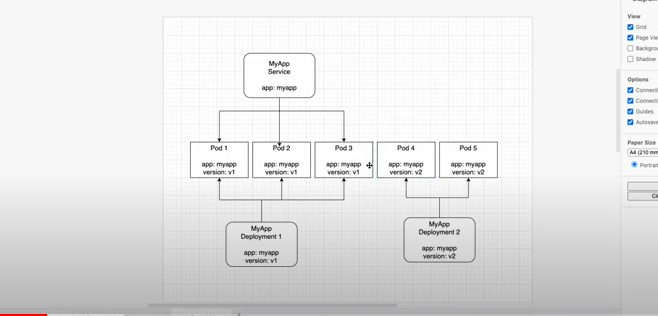 View
Grid
Page Vie
Backgrou
Shadow
Options
Connecti
Connecti
Guides
Autosave
Paper Size
A4 (210 mm
Portrait
MyApp
Service
app: myapp
Pod 1
app: myapp
version: v1
Pod 2
app: myapp
version: v1
Pod 3
app: myapp
version: v1
Pod 4
app: myapp
version: v2
Pod 5
app: myapp
version: v2
MyApp
Deployment 1
app: myapp
version: v1
MyApp
Deployment 2
app: myapp
version: v2